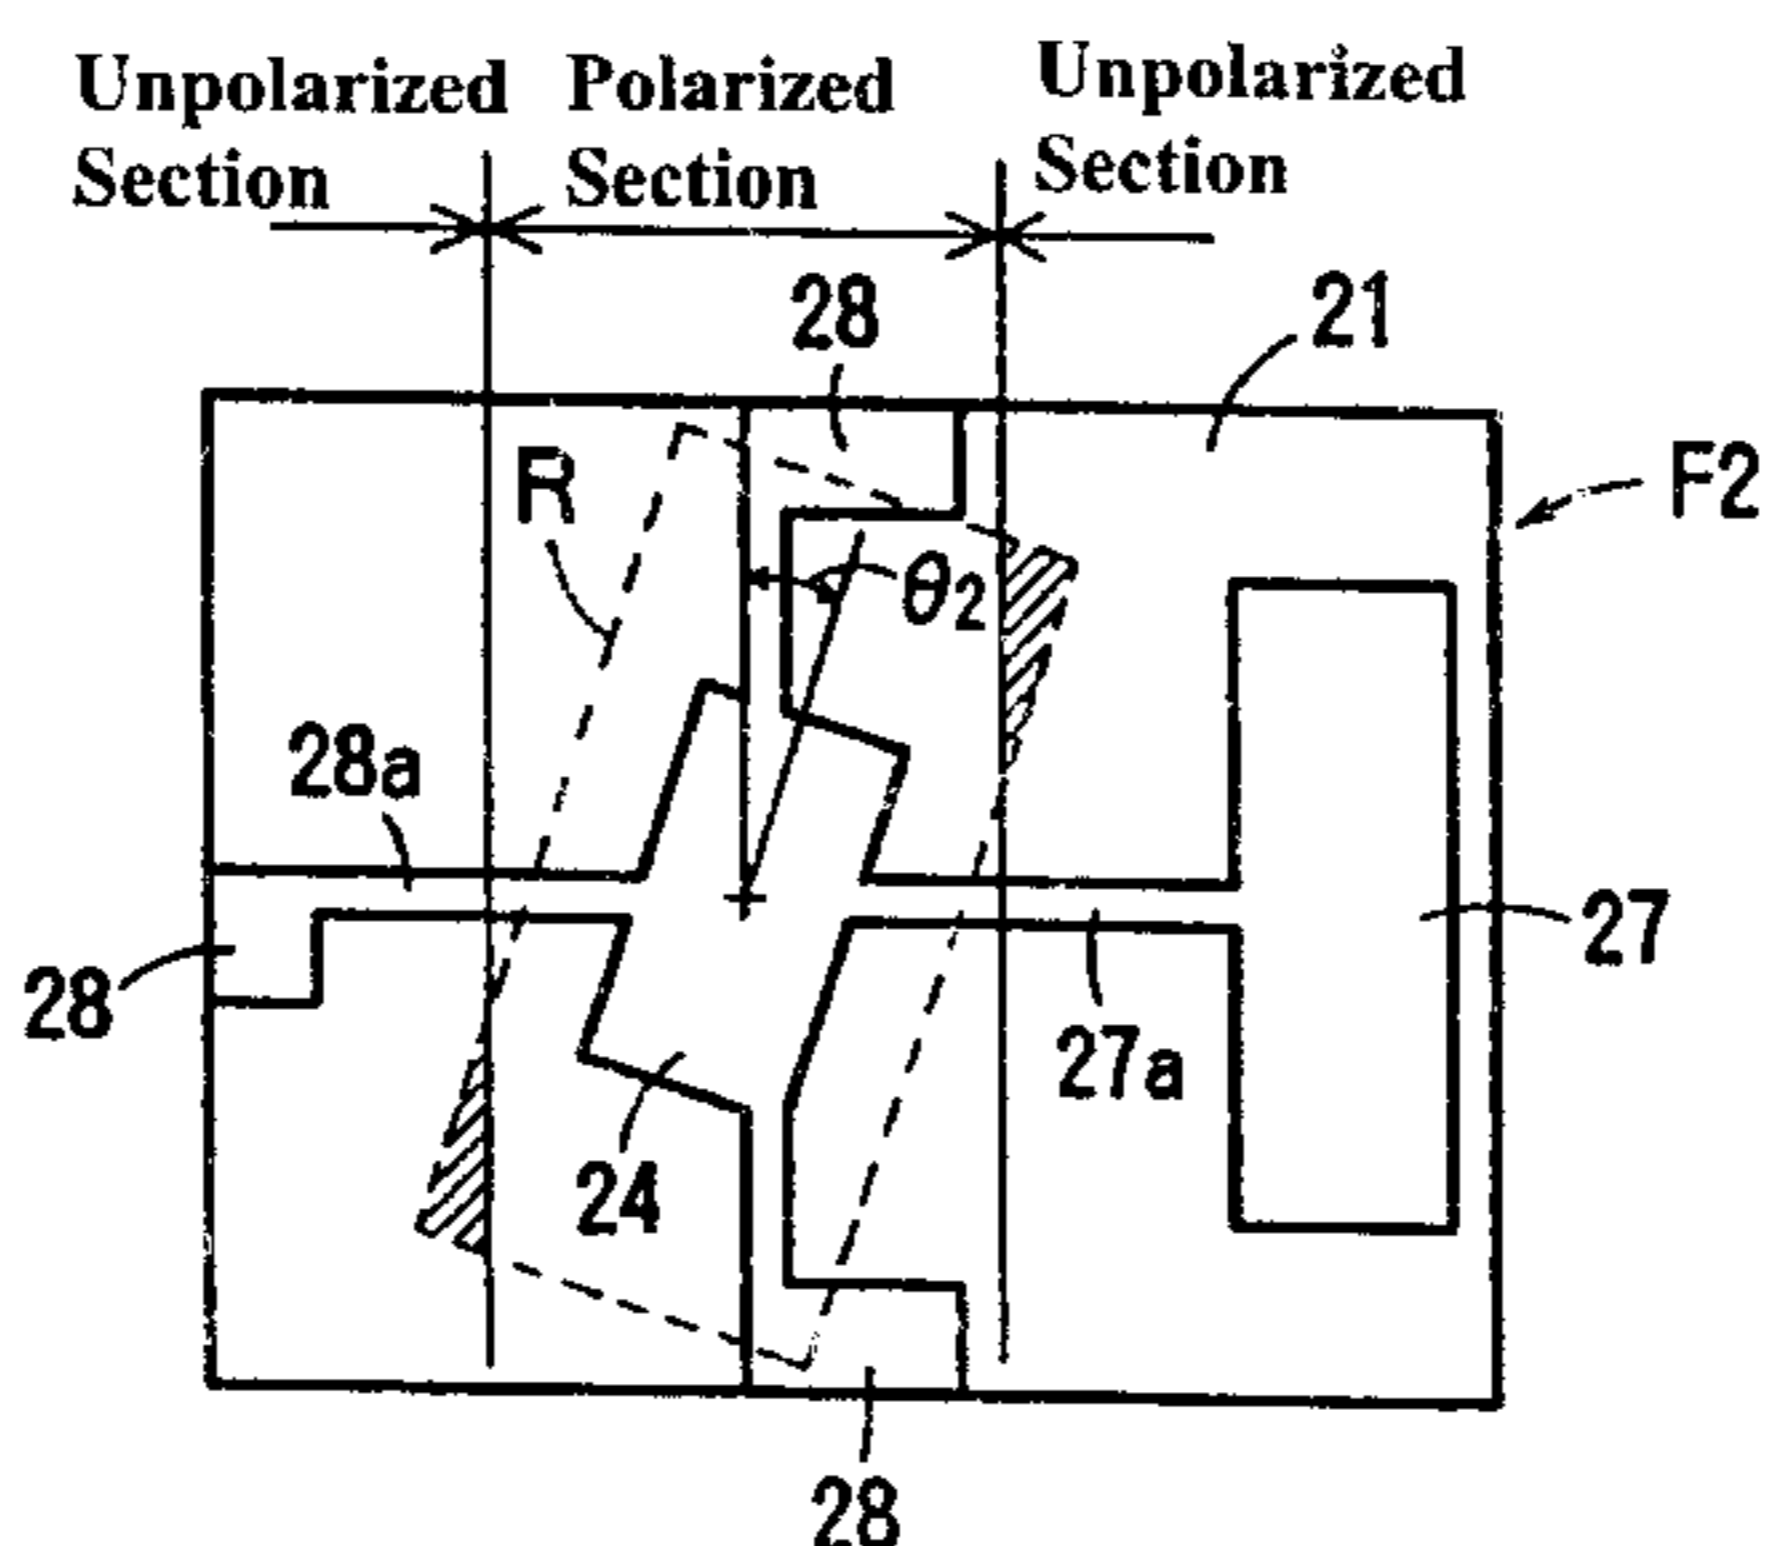 Unpolarized Section
Polarized Section
Unpolarized Section
28
21
R
F2
θ2
28a
28
27
27a
24
28